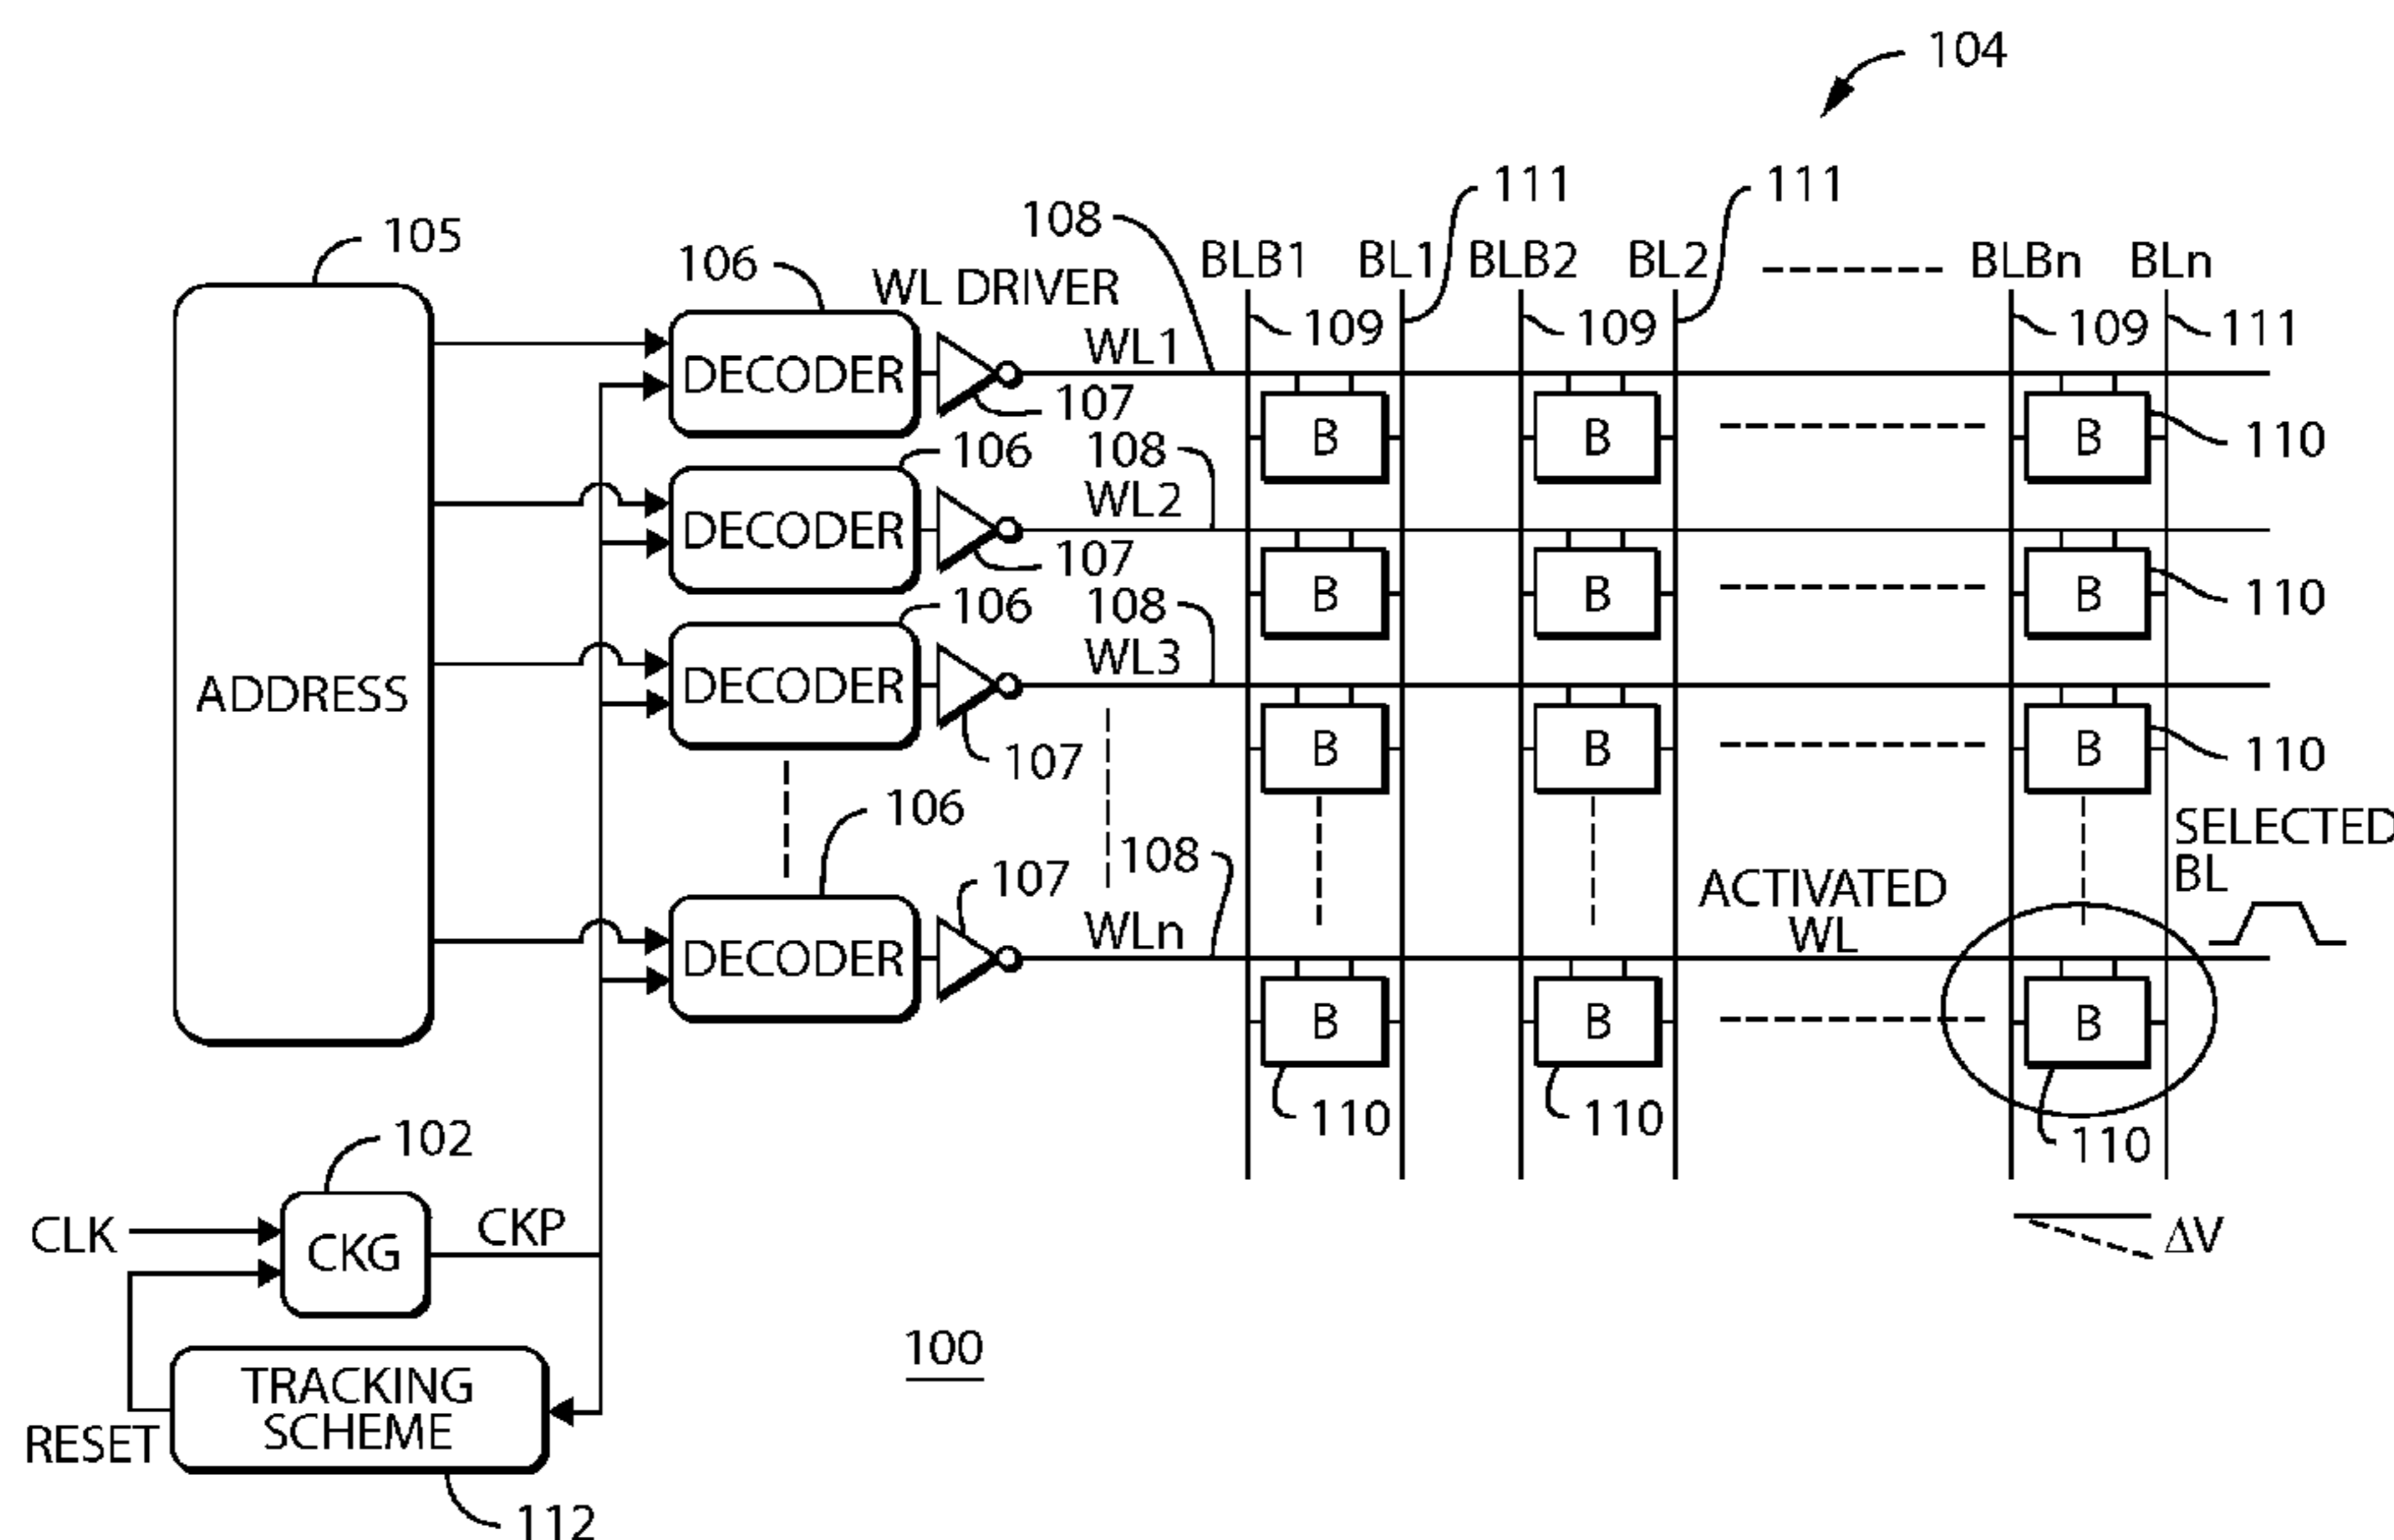 104
111
111
108
105
106
WL DRIVER
BLB1
BL1
BLB2
BL2
BLBn
BLn
109
109
109
111
WL1
DECODER
107
B
B
B
110
106
108
WL2
DECODER
107
B
B
B
110
106
108
WL3
ADDRESS
DECODER
107
B
B
B
110
106
107
108
SELECTED
BL
ACTIVATED
WL
WLn
DECODER
B
B
B
110
110
110
102
CLK
CKG
CKP
ΔV
TRACKING
SCHEME
RESET
100
112